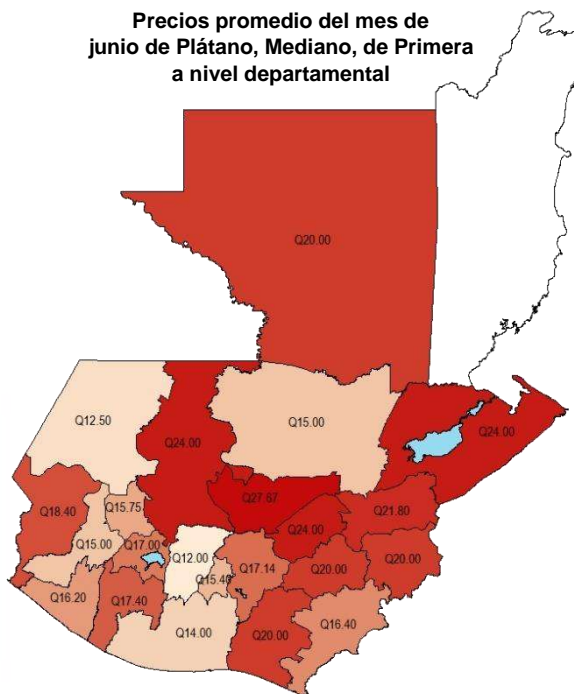 Precios promedio del mes de
junio de Plátano, Mediano, de Primera
a nivel departamental
Q20.00
Q12.50
Q24.00
Q15.00
Q24.00
Q27.67
Q18.40
Q15.75
Q21.80
Q24.00
Q15.00
Q17.00
Q12.00
Q17.14
Q20.00
Q20.00
Q15.40
Q16.20
Q17.40
Q14.00
Q20.00
Q16.40